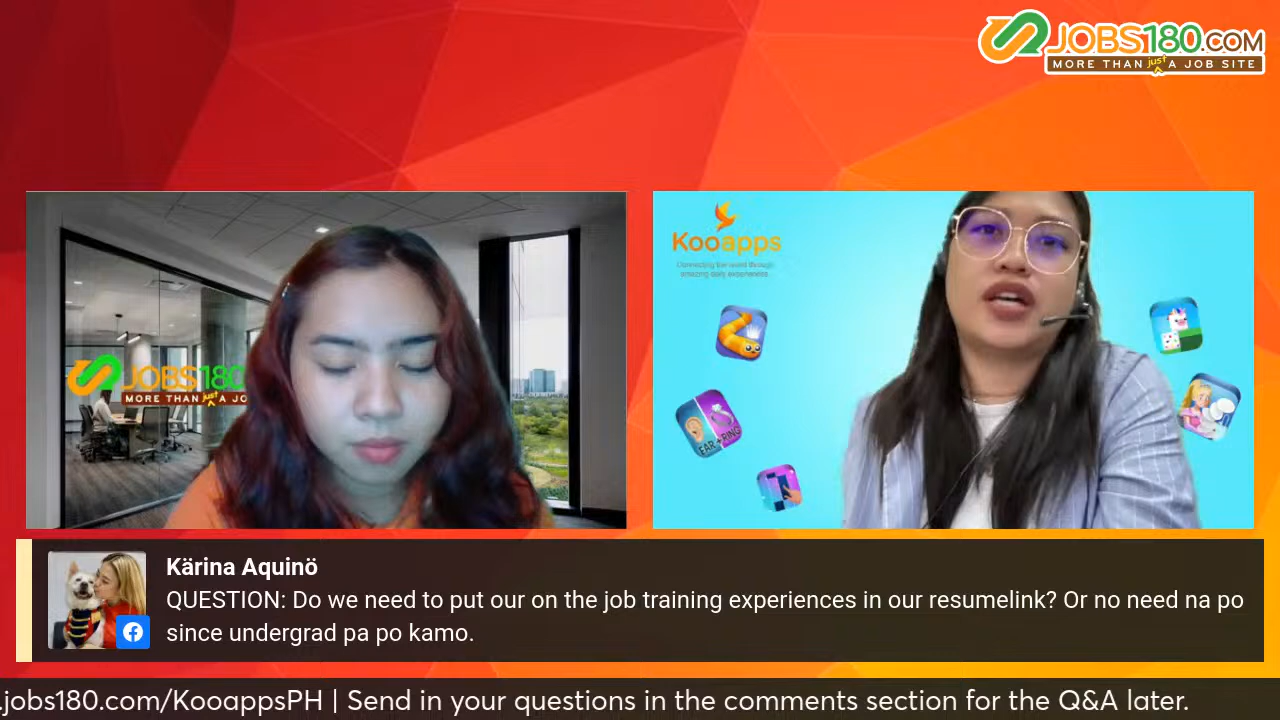 JOBS180.COM
MORE THAN just A JOB SITE
Kooapps
Connecting the world through
amazing daily experiences
JOBS180
MORE THAN just A JO
EAR + RING
Kärina Aquinö
QUESTION: Do we need to put our on the job training experiences in our resumelink? Or no need na po
since undergrad pa po kamo.
.jobs180.com/KooappsPH | Send in your questions in the comments section for the Q&A later.